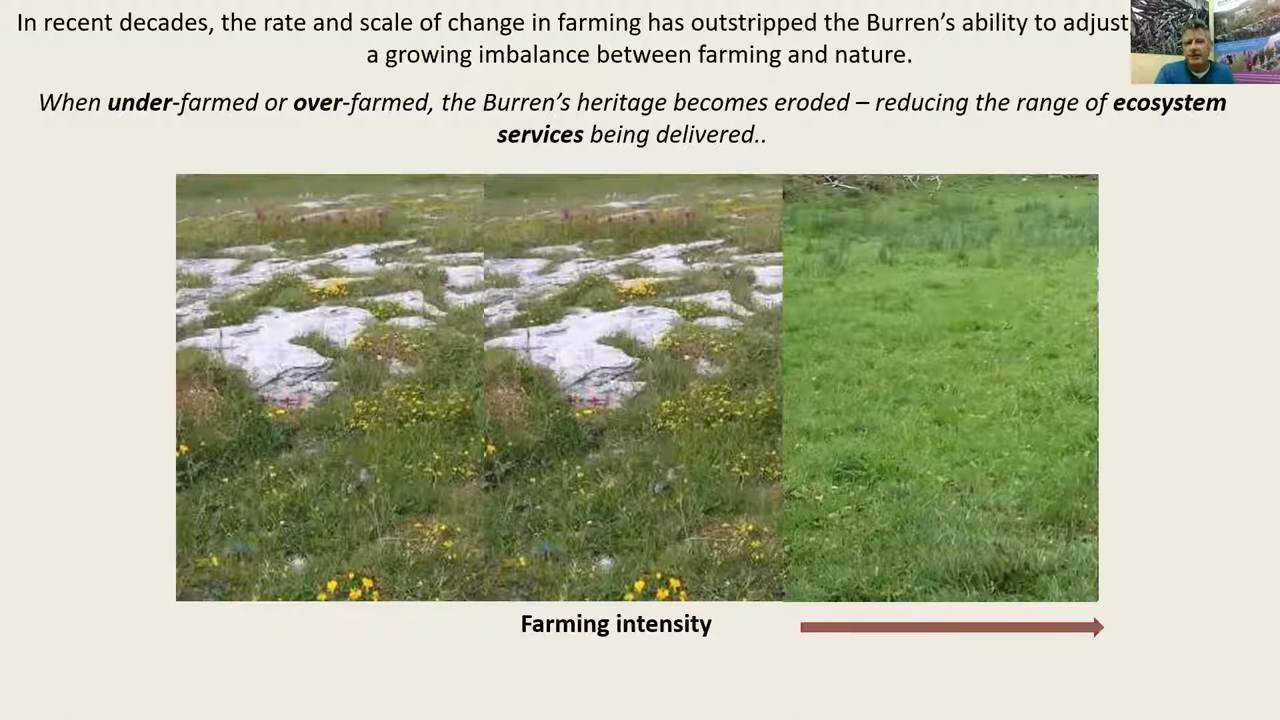 In recent decades, the rate and scale of change in farming has outstripped the Burren’s ability to adjust
a growing imbalance between farming and nature.
When under-farmed or over-farmed, the Burren’s heritage becomes eroded – reducing the range of ecosystem
services being delivered..
Farming intensity